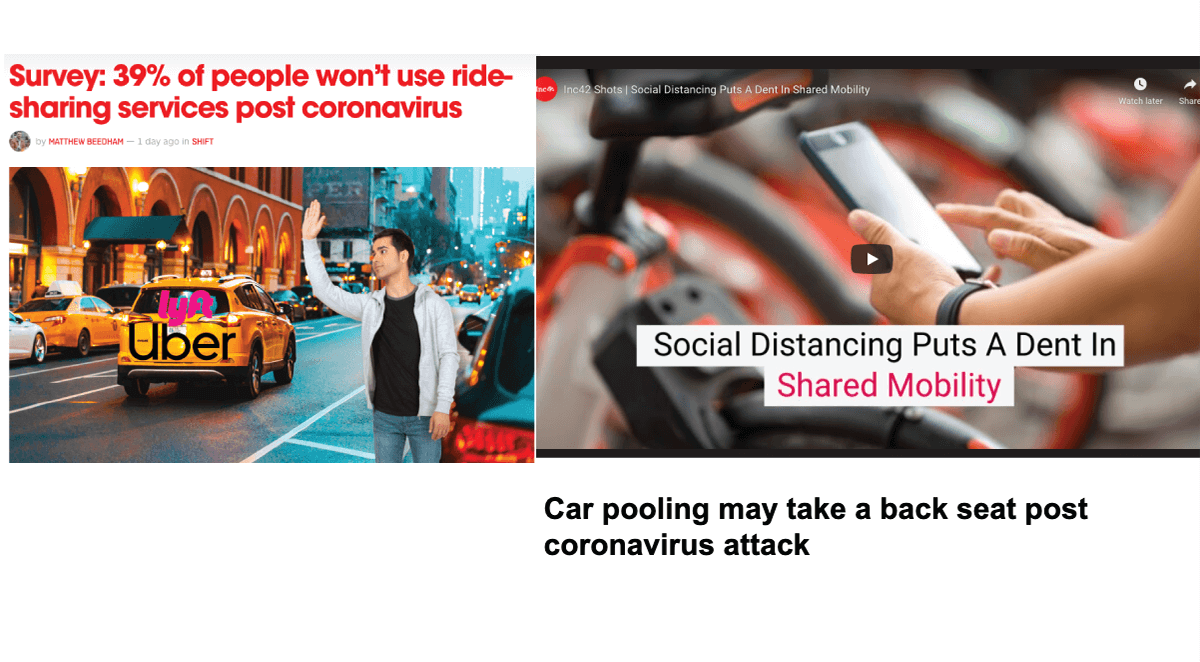 Survey: 39% of people won't use ride-
sharing services post coronavirus
by MATTHEW BEEDHAM — 1 day ago in SHIFT
lyft
Uber
Inc42
Inc42 Shots | Social Distancing Puts A Dent In Shared Mobility
Watch later
Share
Social Distancing Puts A Dent In
Shared Mobility
Car pooling may take a back seat post
coronavirus attack